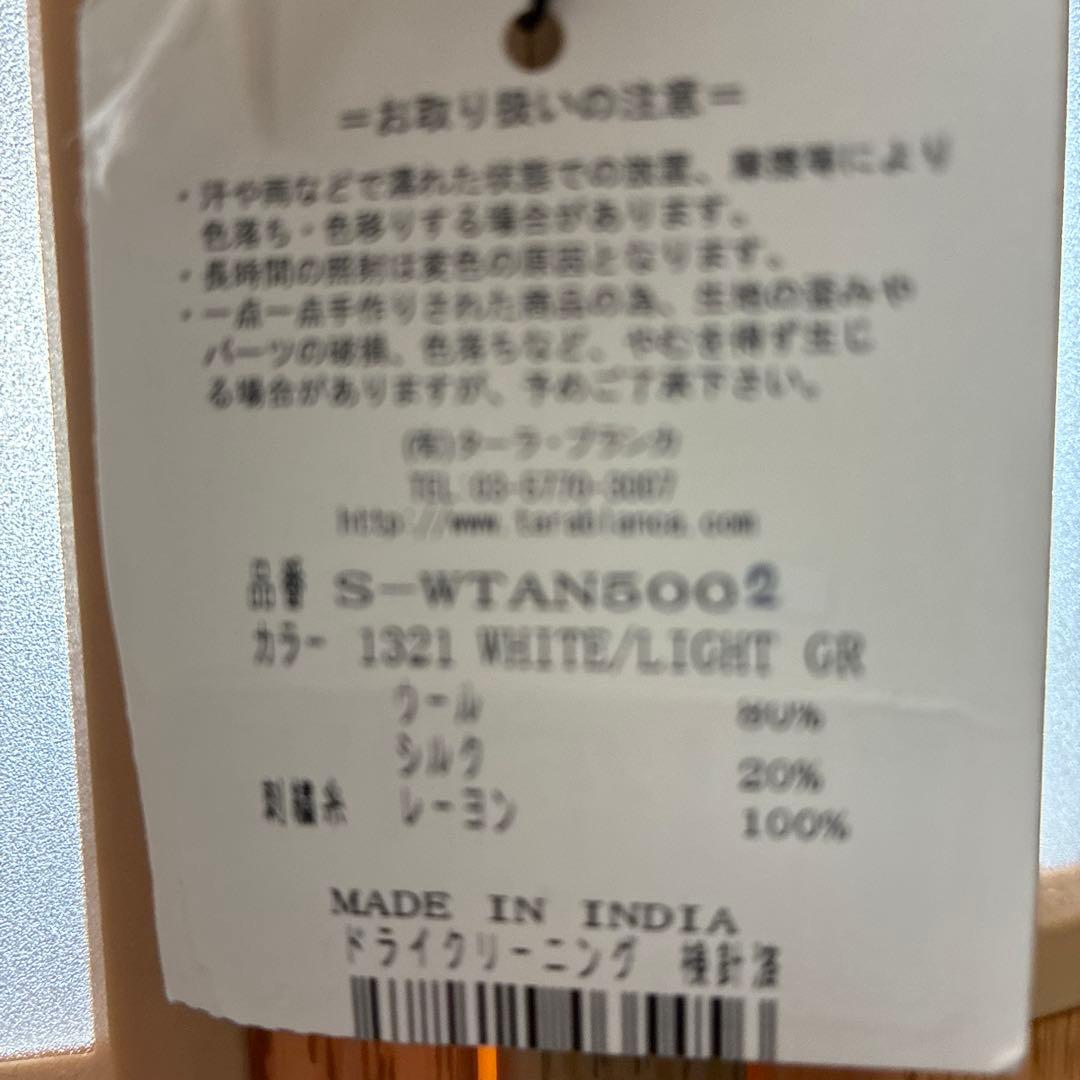 =お取り扱いの注意=
・汗や雨などで濡れた状態での放置、摩擦等により
色落ち・色移りする場合があります。
・長時間の照射は変色の原因となります。
・一点一点手作りされた商品の為、生地の歪みや
パーツの破損、色落ちなど、やむを得ず生じ
る場合がありますが、予めご了承下さい。
(有)ターラ・ブランカ
TEL
http://www.tarablanca.com
品番 S-WTAN5002
カラー 1321 WHITE/LIGHT GR
ウール 80%
シルク 20%
刺繍糸 レーヨン 100%
MADE IN INDIA
ドライクリーニング 検針済